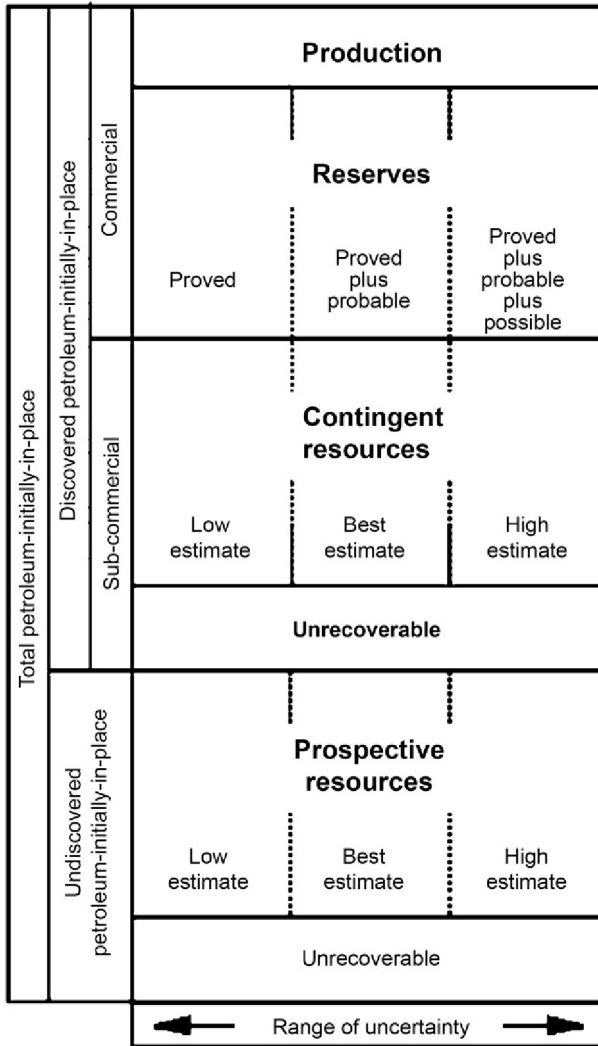 Total petroleum-initially-in-place
Discovered petroleum-initially-in-place
Commercial
Production
Reserves
Proved
Proved
plus
probable
Proved
plus
probable
plus
possible
Sub-commercial
Contingent
resources
Low
estimate
Best
estimate
High
estimate
Unrecoverable
Undiscovered
petroleum-initially-in-place
Prospective
resources
Low
estimate
Best
estimate
High
estimate
Unrecoverable
Range of uncertainty